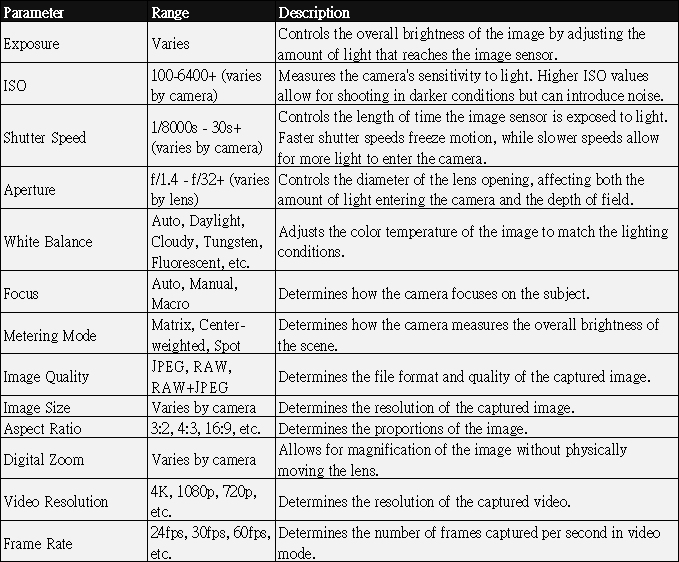 Parameter Range Description
Exposure Varies Controls the overall brightness of the image by adjusting the
amount of light that reaches the image sensor.
ISO 100-6400+ (varies
by camera) Measures the camera's sensitivity to light. Higher ISO values
allow for shooting in darker conditions but can introduce noise.
Shutter Speed 1/8000s - 30s+
(varies by camera) Controls the length of time the image sensor is exposed to light.
Faster shutter speeds freeze motion, while slower speeds allow
for more light to enter the camera.
Aperture f/1.4 - f/32+ (varies
by lens) Controls the diameter of the lens opening, affecting both the
amount of light entering the camera and the depth of field.
White Balance Auto, Daylight,
Cloudy, Tungsten,
Fluorescent, etc. Adjusts the color temperature of the image to match the lighting
conditions.
Focus Auto, Manual,
Macro Determines how the camera focuses on the subject.
Metering Mode Matrix, Center-
weighted, Spot Determines how the camera measures the overall brightness of
the scene.
Image Quality JPEG, RAW,
RAW+JPEG Determines the file format and quality of the captured image.
Image Size Varies by camera Determines the resolution of the captured image.
Aspect Ratio 3:2, 4:3, 16:9, etc. Determines the proportions of the image.
Digital Zoom Varies by camera Allows for magnification of the image without physically
moving the lens.
Video Resolution 4K, 1080p, 720p,
etc. Determines the resolution of the captured video.
Frame Rate 24fps, 30fps, 60fps,
etc. Determines the number of frames captured per second in video
mode.